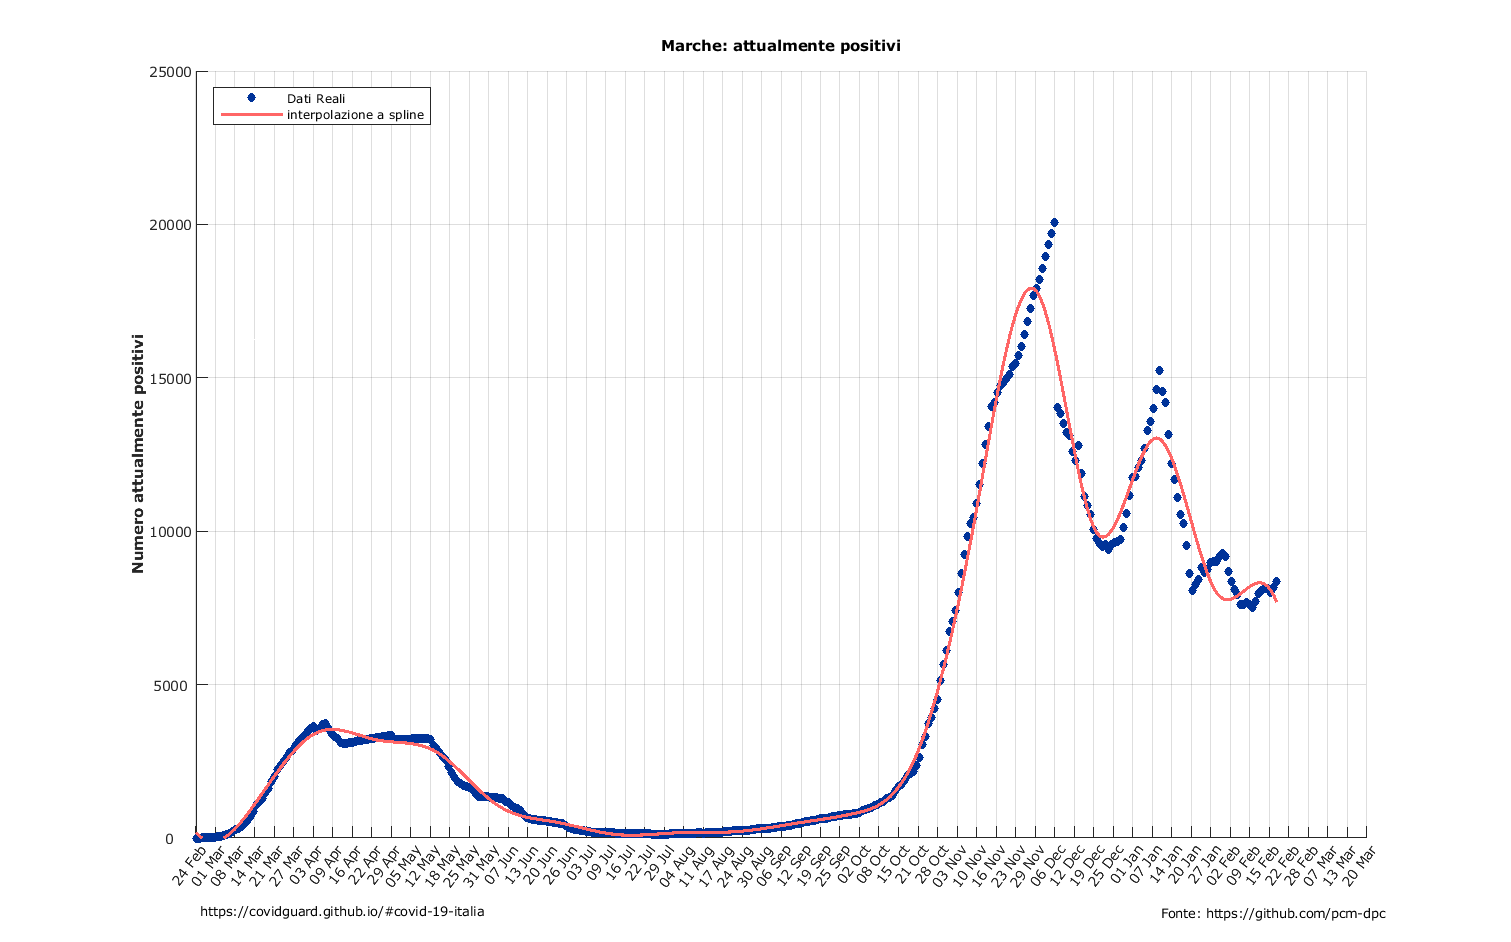 Marche: attualmente positivi
25000
20000
15000
10000
5000
0
Numero attualmente positivi
Dati Reali
interpolazione a spline
24 Feb
01 Mar
08 Mar
14 Mar
21 Mar
27 Mar
03 Apr
09 Apr
16 Apr
22 Apr
29 Apr
05 May
12 May
18 May
25 May
31 May
07 Jun
13 Jun
20 Jun
26 Jun
03 Jul
09 Jul
16 Jul
22 Jul
29 Jul
04 Aug
11 Aug
17 Aug
24 Aug
30 Aug
06 Sep
12 Sep
19 Sep
25 Sep
02 Oct
08 Oct
15 Oct
21 Oct
28 Oct
03 Nov
10 Nov
16 Nov
23 Nov
29 Nov
06 Dec
12 Dec
19 Dec
25 Dec
01 Jan
07 Jan
14 Jan
20 Jan
27 Jan
02 Feb
09 Feb
15 Feb
22 Feb
28 Feb
07 Mar
13 Mar
20 Mar
https://covidguard.github.io/#covid-19-italia
Fonte: https://github.com/pcm-dpc